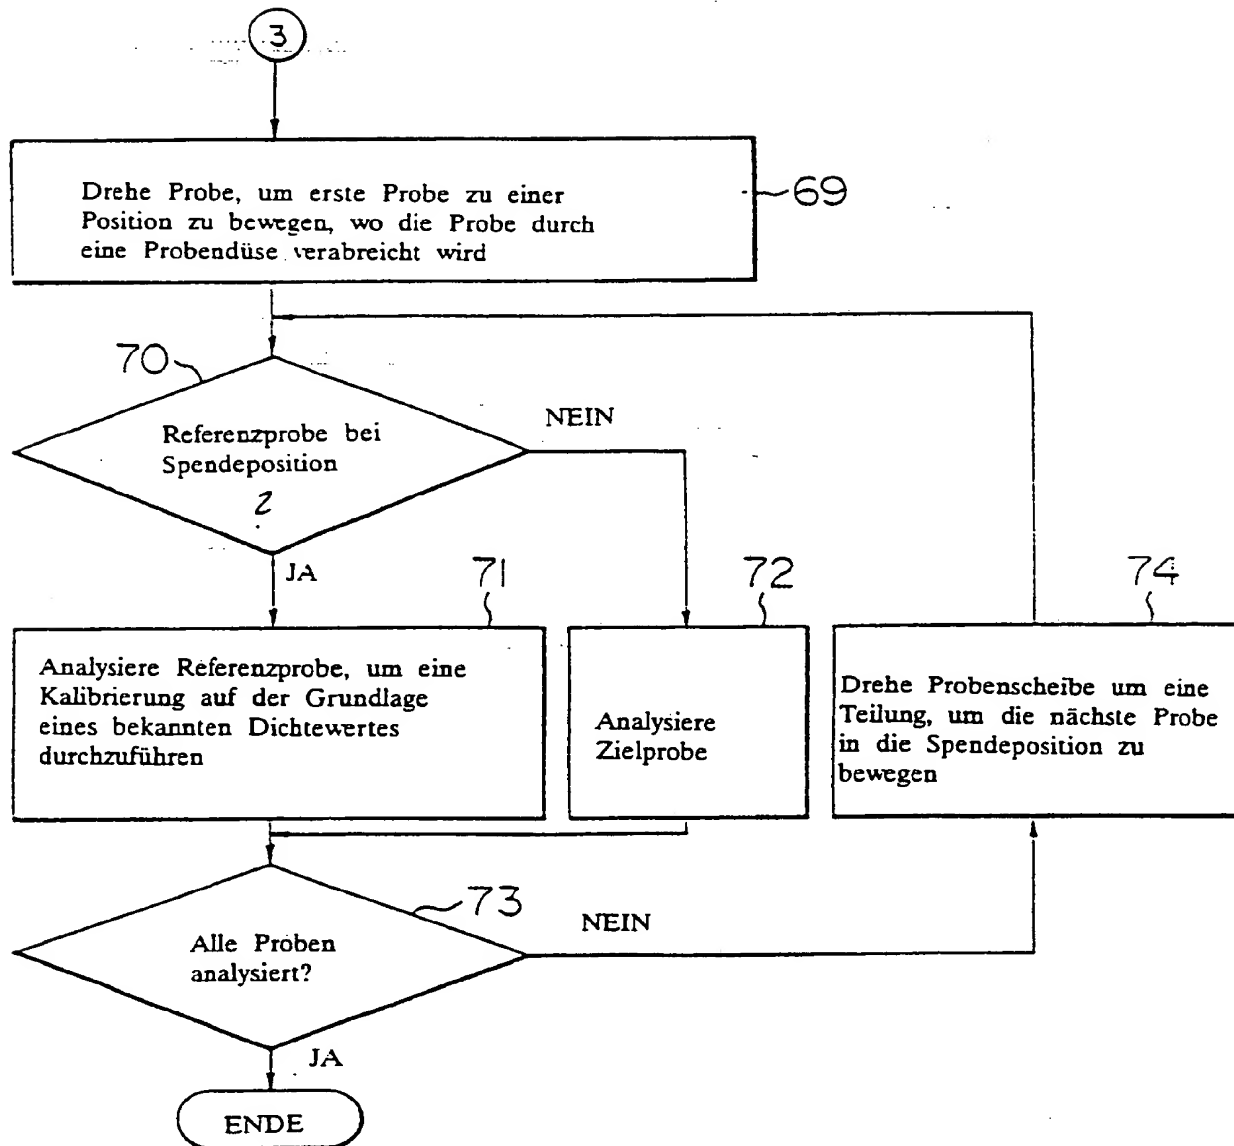 3
Drehe Probe, um erste Probe zu einer
Position zu bewegen, wo die Probe durch
eine Probendüse verabreicht wird
69
70
Referenzprobe bei
Spendeposition
?
NEIN
JA
71
Analysiere Referenzprobe, um eine
Kalibrierung auf der Grundlage
eines bekannten Dichtewertes
durchzuführen
72
Analysiere
Zielprobe
74
Drehe Probenscheibe um eine
Teilung, um die nächste Probe
in die Spendeposition zu
bewegen
73
Alle Proben
analysiert?
NEIN
JA
ENDE